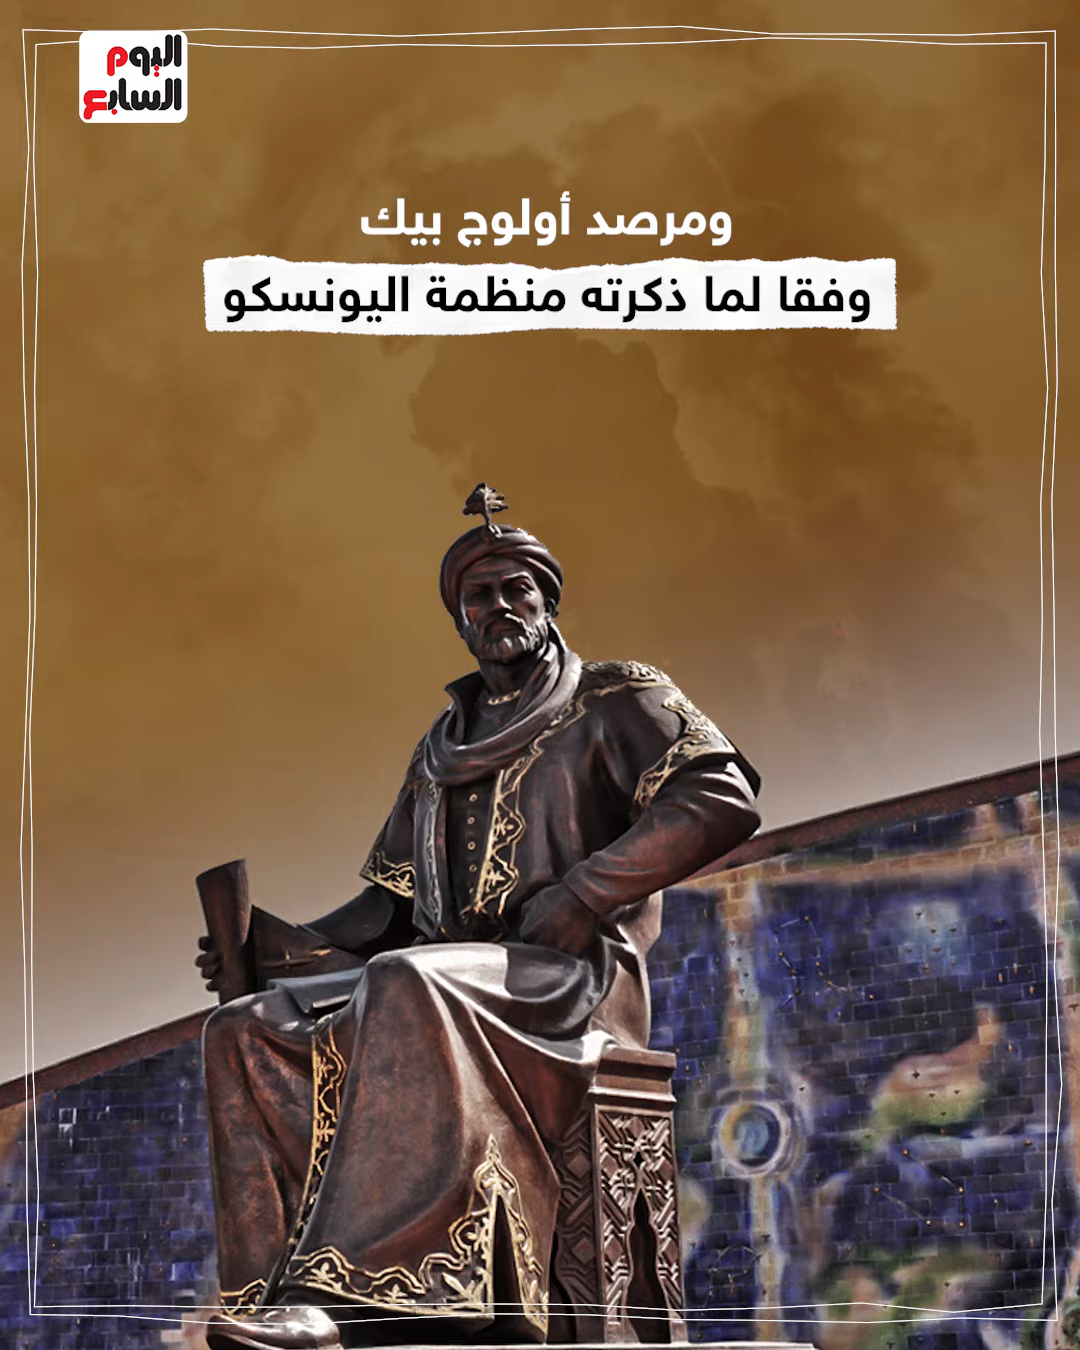 اليوم
السابع
ومرصد أولوج بيك
وفقا لما ذكرته منظمة اليونسكو